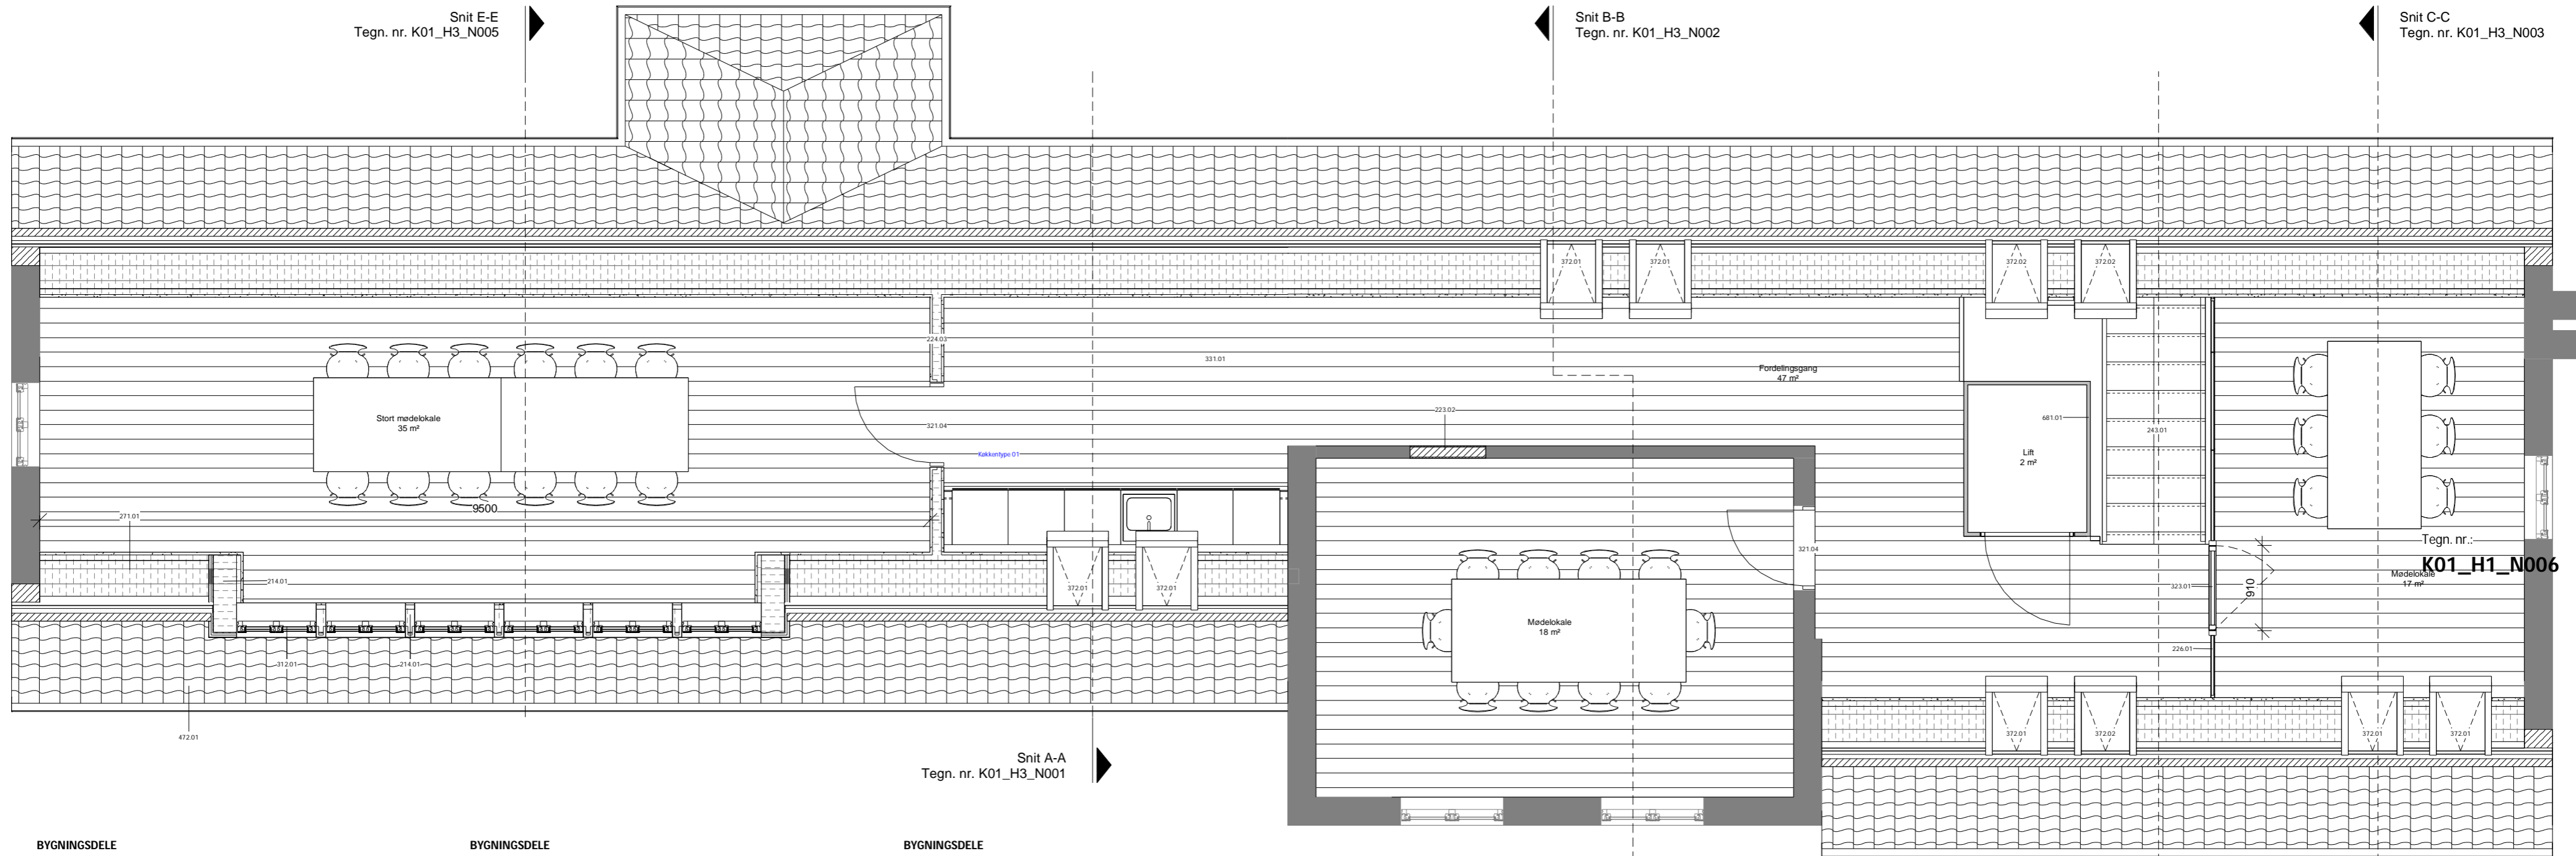 Snit E-E
Tegn. nr. K01_H3_N005
Snit B-B
Tegn. nr. K01_H3_N002
Snit C-C
Tegn. nr. K01_H3_N003
372.01
372.01
372.02
372.02
224.03
331.01
Fordelingsgang
47 m²
223.02
Stort mødelokale
35 m²
321.04
681.01
243.01
Køkkentype 01
Lift
2 m²
9500
271.01
Tegn. nr.:
K01_H1_N006
321.04
214.01
Mødelokale
17 m²
372.01
372.01
323.01
910
Mødelokale
18 m²
226.01
312.01
214.01
472.01
372.01
372.02
372.01
372.01
Snit A-A
Tegn. nr. K01_H3_N001
BYGNINGSDELE
BYGNINGSDELE
BYGNINGSDELE